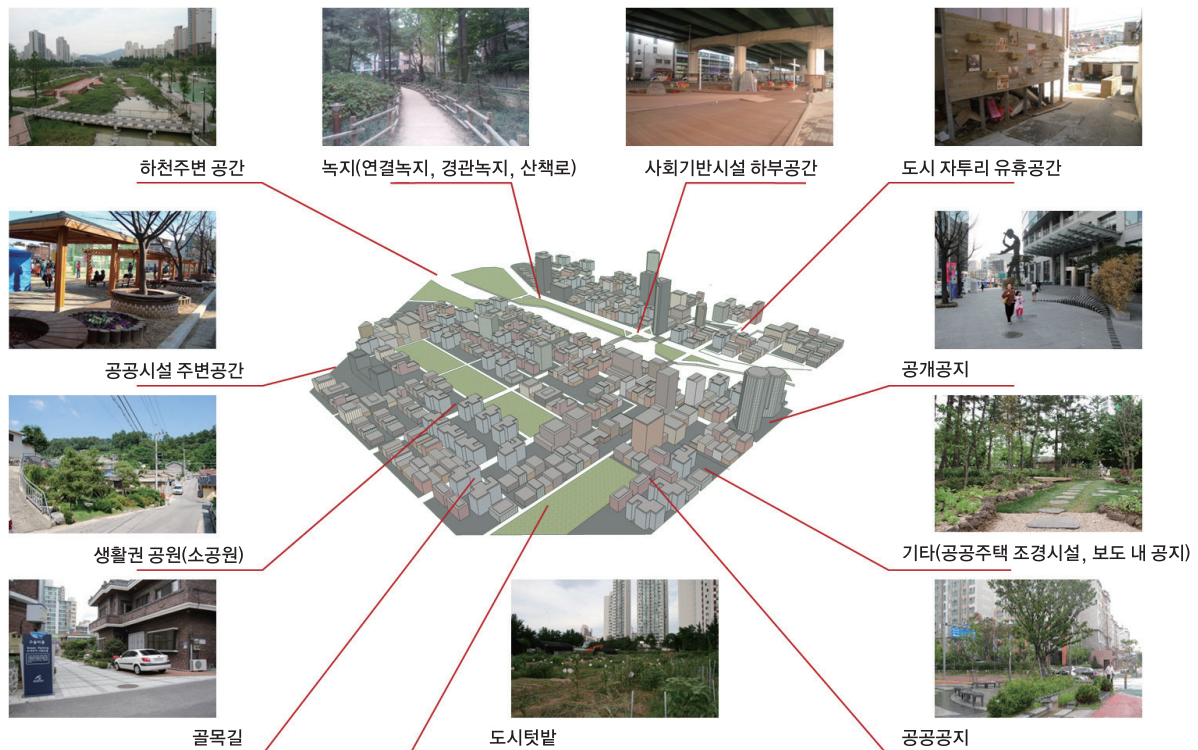 하천주변 공간
녹지(연결녹지, 경관녹지, 산책로)
사회기반시설 하부공간
도시 자투리 유휴공간
공공시설 주변공간
공개공지
생활권 공원(소공원)
기타(공공주택 조경시설, 보도 내 공지)
골목길
도시텃밭
공공공지